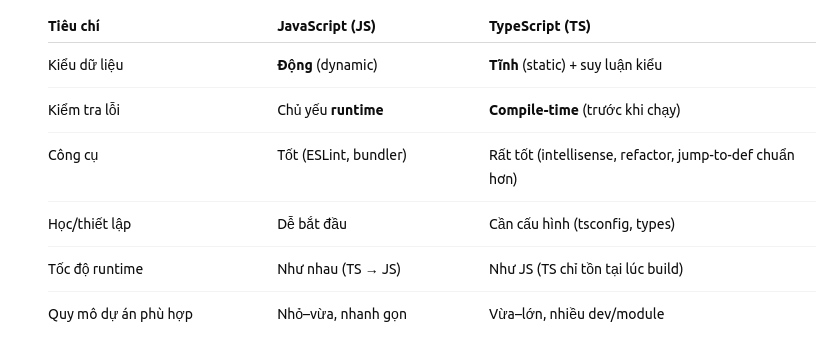 Tiêu chí JavaScript (JS) TypeScript (TS)
Kiểu dữ liệu Động (dynamic) Tĩnh (static) + suy luận kiểu
Kiểm tra lỗi Chủ yếu runtime Compile-time (trước khi chạy)
Công cụ Tốt (ESLint, bundler) Rất tốt (intellisense, refactor, jump-to-def chuẩn
hơn)
Học/thiết lập Dễ bắt đầu Cần cấu hình (tsconfig, types)
Tốc độ runtime Như nhau (TS → JS) Như JS (TS chỉ tồn tại lúc build)
Quy mô dự án phù hợp Nhỏ–vừa, nhanh gọn Vừa–lớn, nhiều dev/module